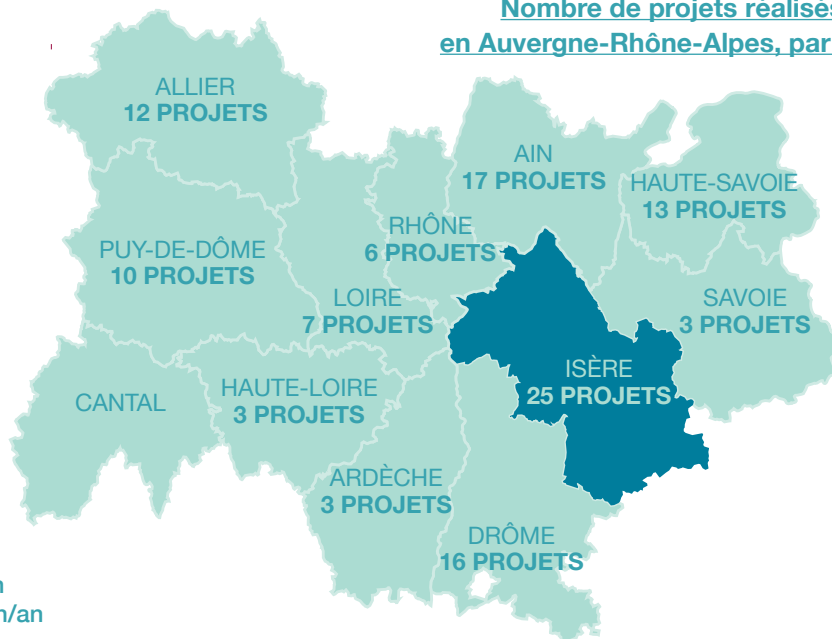 Nombre de projets réalisés
en Auvergne-Rhône-Alpes, par
ALLIER
12 PROJETS
AIN
17 PROJETS
HAUTE-SAVOIE
13 PROJETS
RHÔNE
6 PROJETS
PUY-DE-DÔME
10 PROJETS
LOIRE
7 PROJETS
SAVOIE
3 PROJETS
ISÈRE
25 PROJETS
CANTAL
HAUTE-LOIRE
3 PROJETS
ARDÈCHE
3 PROJETS
DRÔME
16 PROJETS
/an